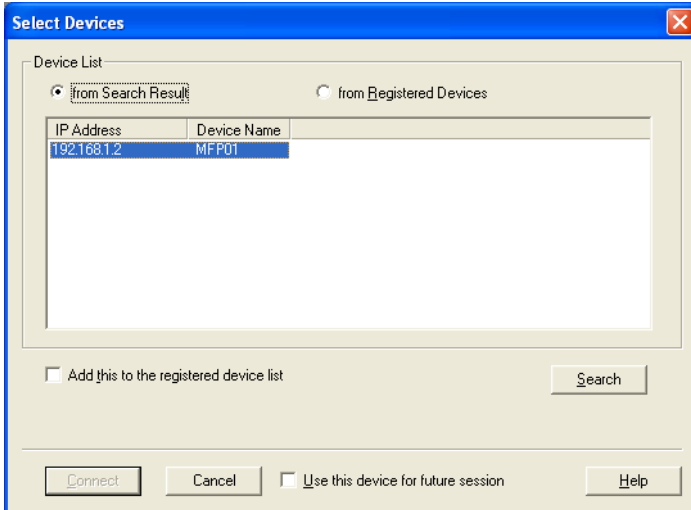 Select Devices
Device List
from Search Result
from Registered Devices
IP Address Device Name
192.168.1.2 MFP01
Add this to the registered device list
Search
Connect Cancel Use this device for future session Help